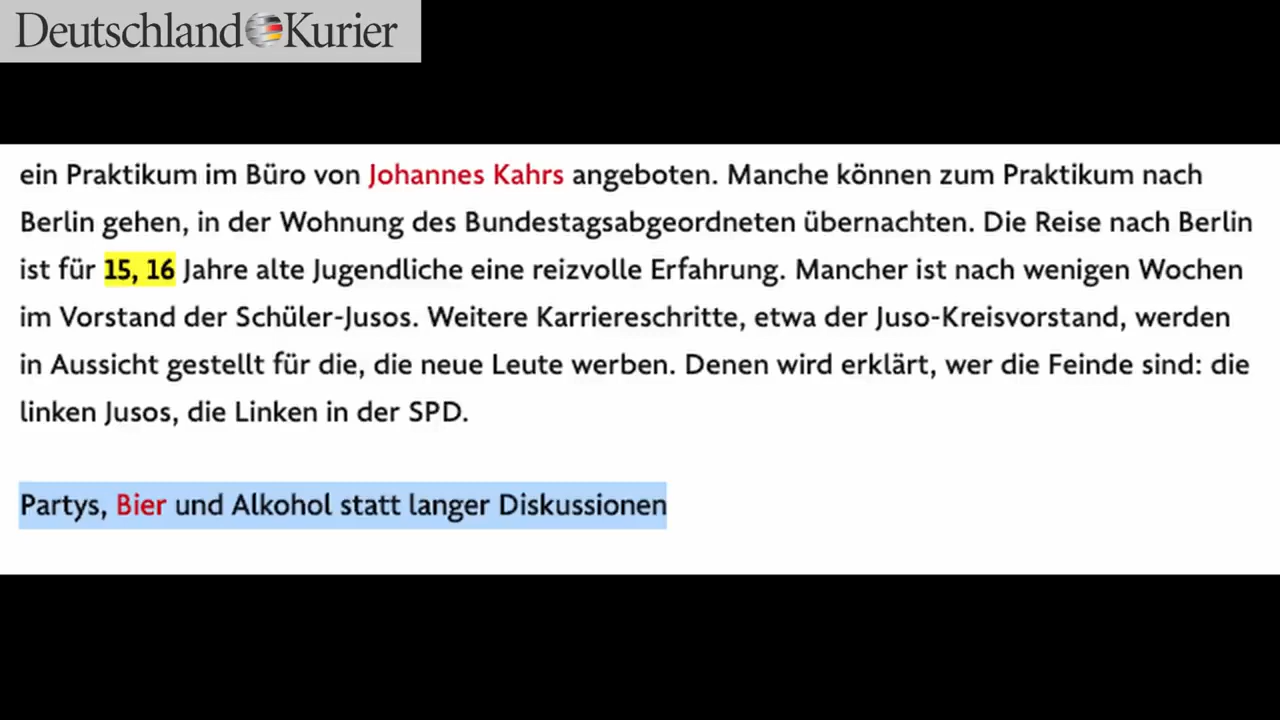 Deutschland Kurier
ein Praktikum im Büro von Johannes Kahrs angeboten. Manche können zum Praktikum nach
Berlin gehen, in der Wohnung des Bundestagsabgeordneten übernachten. Die Reise nach Berlin
ist für 15, 16 Jahre alte Jugendliche eine reizvolle Erfahrung. Mancher ist nach wenigen Wochen
im Vorstand der Schüler-Jusos. Weitere Karriereschritte, etwa der Juso-Kreisvorstand, werden
in Aussicht gestellt für die, die neue Leute werben. Denen wird erklärt, wer die Feinde sind: die
linken Jusos, die Linken in der SPD.
Partys, Bier und Alkohol statt langer Diskussionen